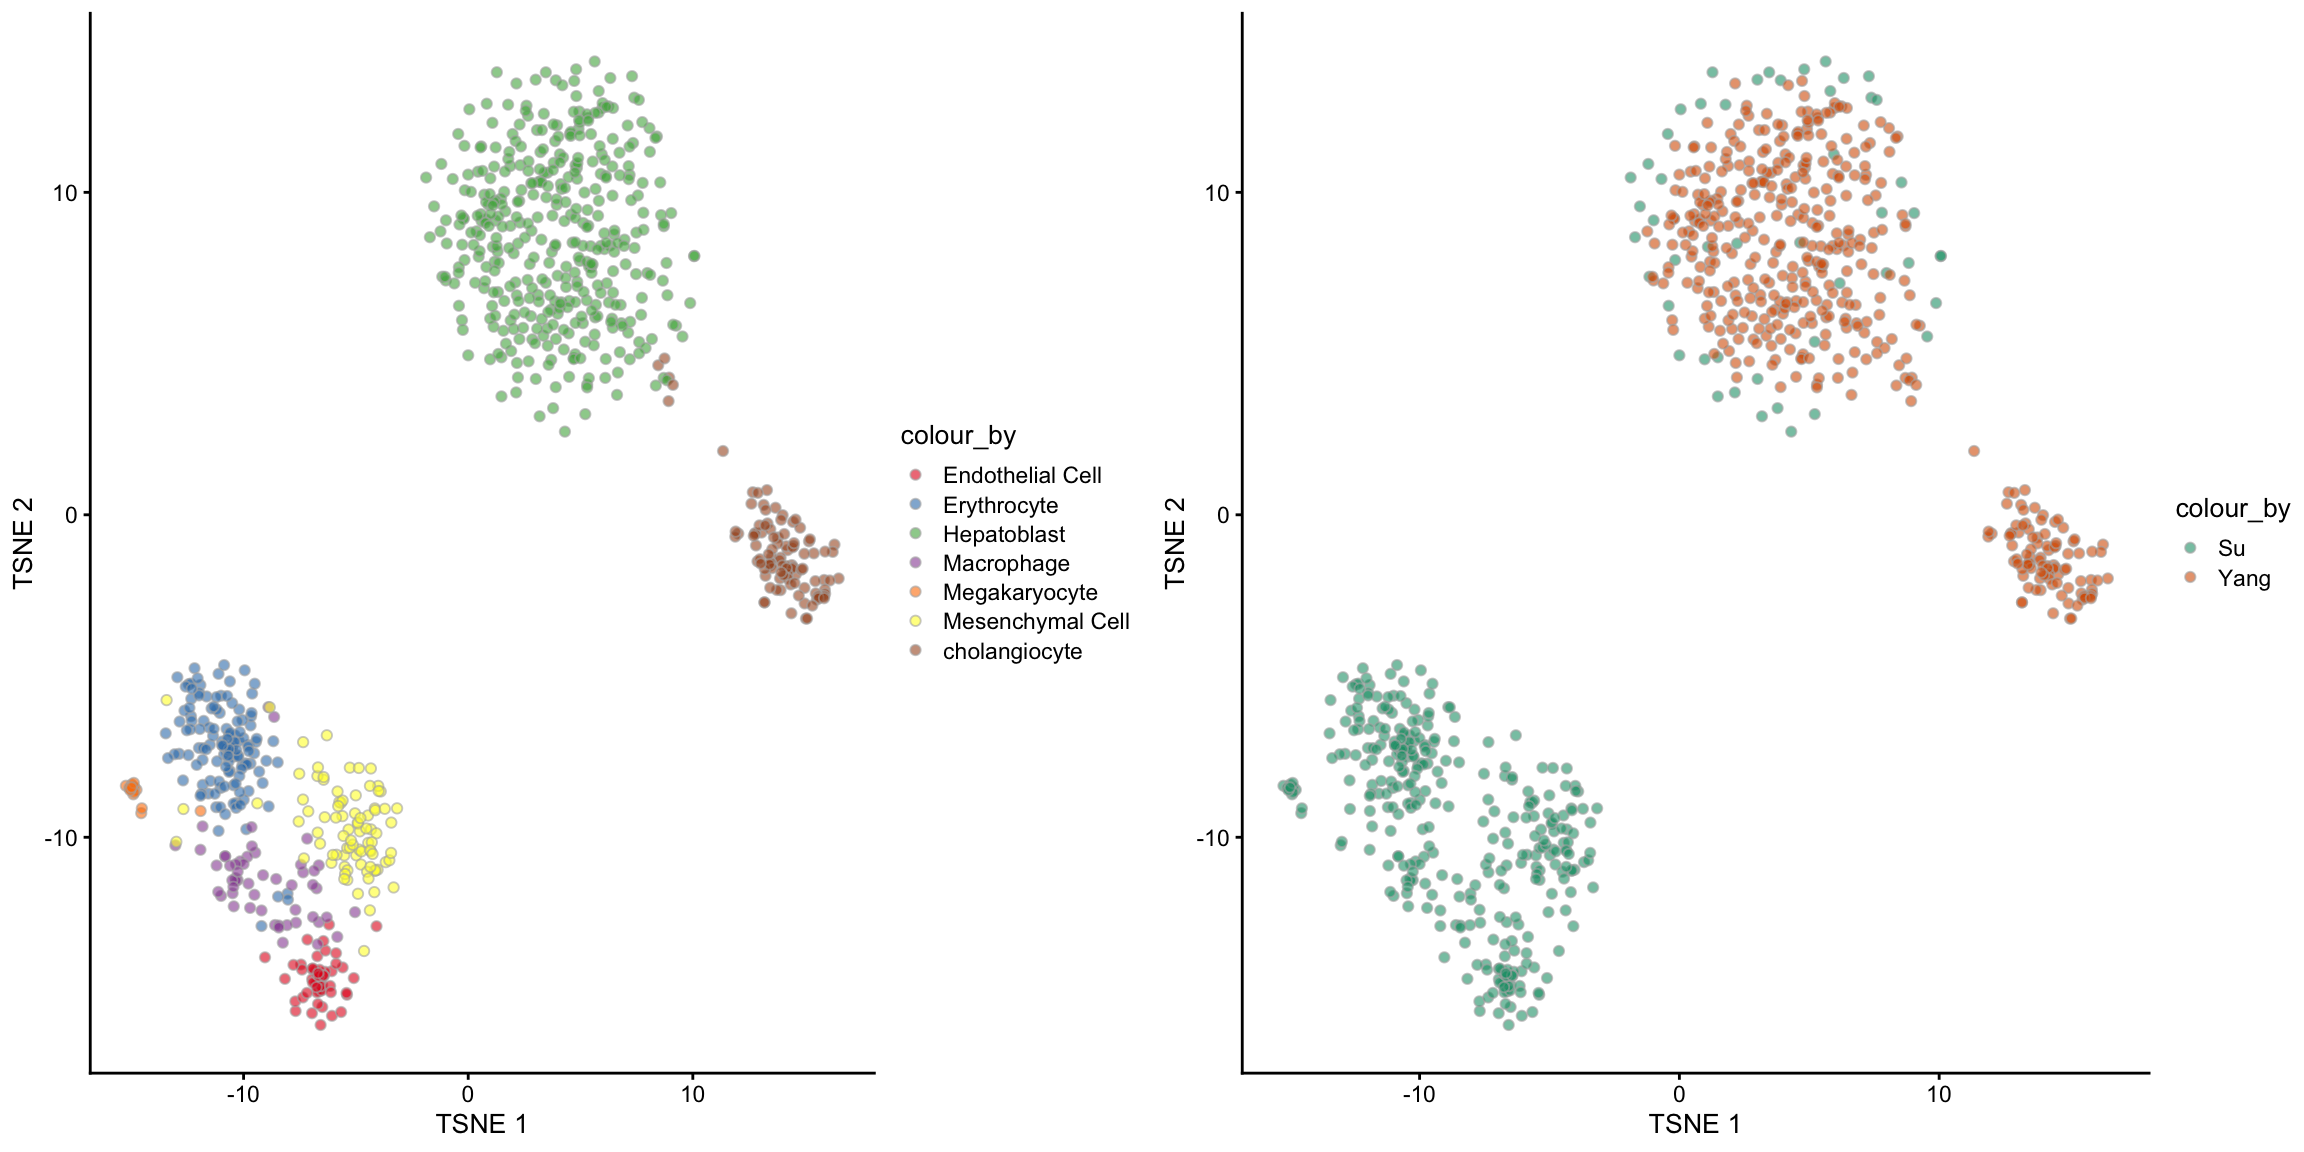 10
0
-10
TSNE 2
-10
0
10
TSNE 1
colour_by
Endothelial Cell
Erythrocyte
Hepatoblast
Macrophage
Megakaryocyte
Mesenchymal Cell
cholangiocyte
10
0
-10
TSNE 2
-10
0
10
TSNE 1
colour_by
Su
Yang